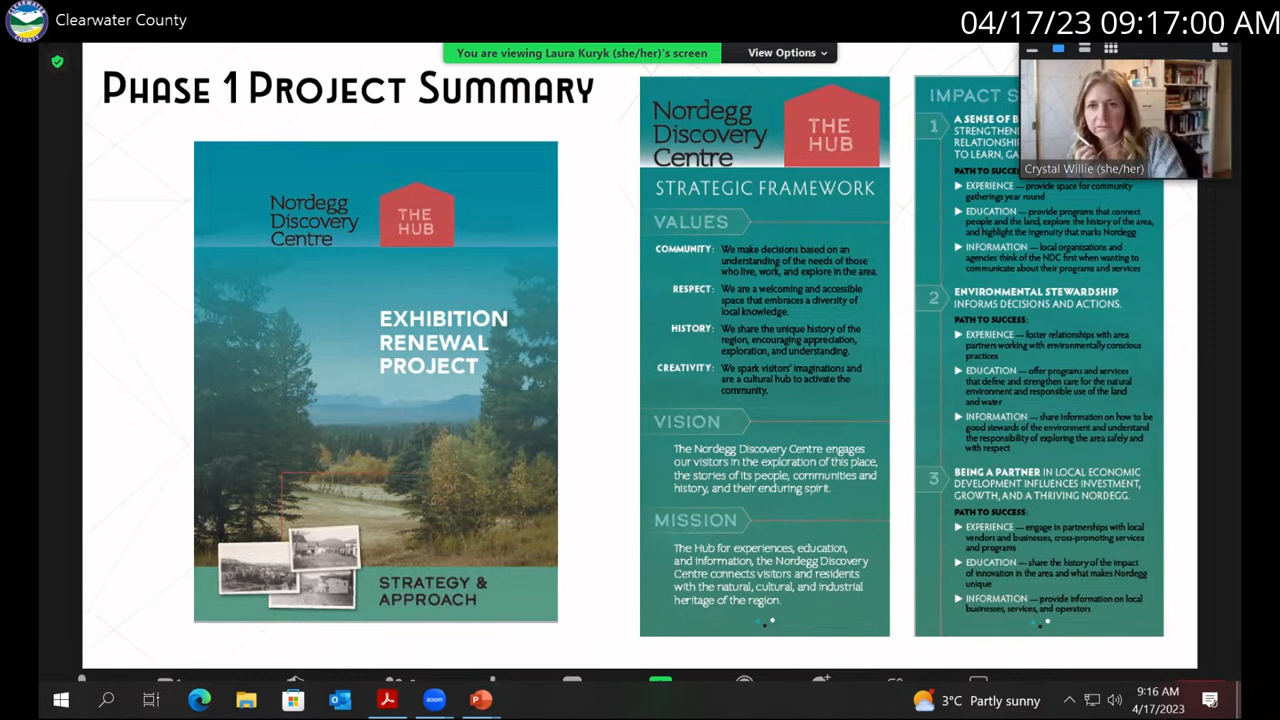 Clearwater County
04/17/23 09:17:00 AM
You are viewing Laura Kuryk (she/her)'s screen
View Options
PHASE 1 PROJECT SUMMARY
Nordegg
Discovery
Centre
THE
HUB
EXHIBITION
RENEWAL
PROJECT
STRATEGY &
APPROACH
Nordegg
Discovery
Centre
THE
HUB
STRATEGIC FRAMEWORK
VALUES
COMMUNITY: We make decisions based on an
understanding of the needs of those
who live, work, and explore in the area.
RESPECT: We are a welcoming and accessible
space that embraces a diversity of
local knowledge.
HISTORY: We share the unique history of the
region, encouraging appreciation,
exploration, and understanding.
CREATIVITY: We spark visitors' imaginations and
are a cultural hub to activate the
community.
VISION
The Nordegg Discovery Centre engages
our visitors in the exploration of this place,
the stories of its people, communities and
history, and their enduring spirit.
MISSION
The Hub for experiences, education,
and information, the Nordegg Discovery
Centre connects visitors and residents
with the natural, cultural, and industrial
heritage of the region.
IMPACT S
1
A SENSE OF B
STRENGTHEN
RELATIONSHI
TO LEARN, GA
PATH TO SUCCES
EXPERIENCE — provide space for community
gatherings year round
EDUCATION — provide programs that connect
people and the land, explore the history of the area,
and highlight the ingenuity that marks Nordegg
INFORMATION — local organizations and
agencies think of the NDC first when wanting to
communicate about their programs and services
2
ENVIRONMENTAL STEWARDSHIP
INFORMS DECISIONS AND ACTIONS.
PATH TO SUCCESS:
EXPERIENCE — foster relationships with area
partners working with environmentally conscious
practices
EDUCATION — offer programs and services
that define and strengthen care for the natural
environment and responsible use of the land
and water
INFORMATION — share information on how to be
good stewards of the environment and understand
the responsibility of exploring the area safely and
with respect
3
BEING A PARTNER IN LOCAL ECONOMIC
DEVELOPMENT INFLUENCES INVESTMENT,
GROWTH, AND A THRIVING NORDEGG.
PATH TO SUCCESS:
EXPERIENCE — engage in partnerships with local
vendors and businesses, cross-promoting services
and programs
EDUCATION — share the history of the impact
of innovation in the area and what makes Nordegg
unique
INFORMATION — provide information on local
businesses, services, and operators
Crystal Willie (she/her)
3°C Partly sunny
9:16 AM
4/17/2023